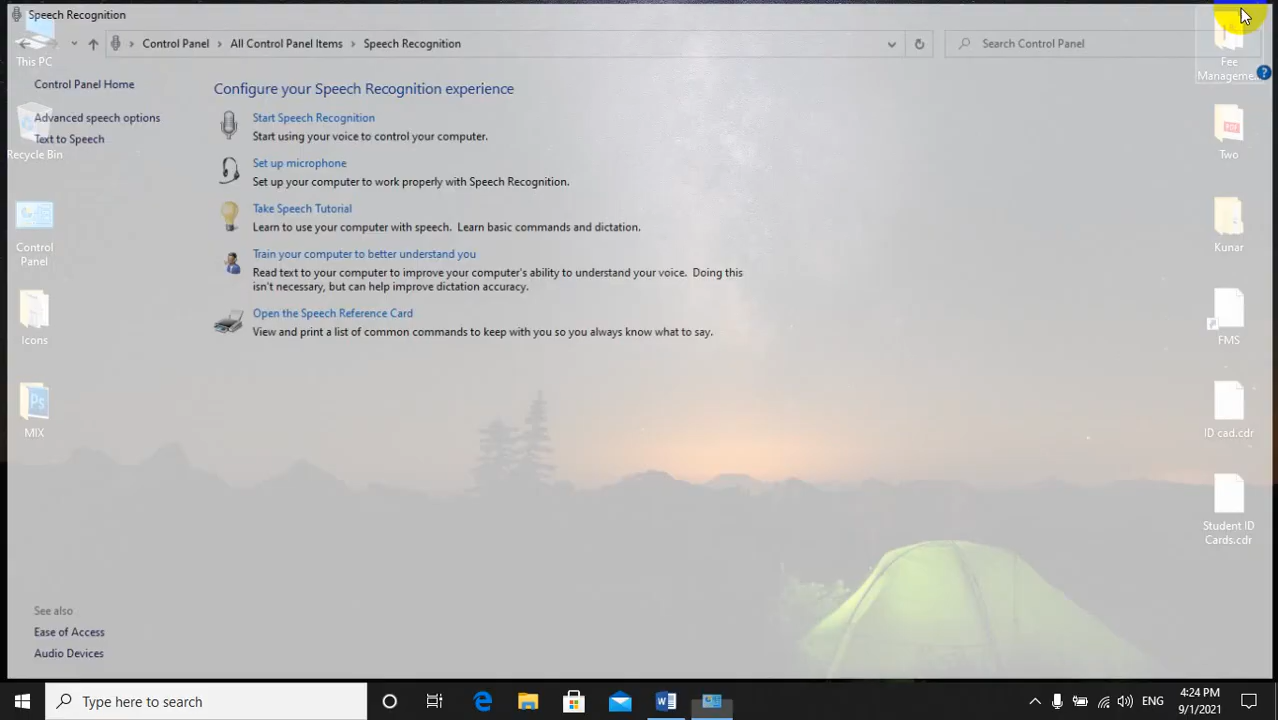 Speech Recognition
This PC
Control Panel
All Control Panel Items
Speech Recognition
Search Control Panel
Fee
Manageme...
Control Panel Home
Configure your Speech Recognition experience
Advanced speech options
Start Speech Recognition
Text to Speech
Start using your voice to control your computer.
Recycle Bin
Two
Set up microphone
Set up your computer to work properly with Speech Recognition.
Take Speech Tutorial
Learn to use your computer with speech. Learn basic commands and dictation.
Control
Panel
Kunar
Train your computer to better understand you
Read text to your computer to improve your computer's ability to understand your voice. Doing this
isn't necessary, but can help improve dictation accuracy.
Open the Speech Reference Card
View and print a list of common commands to keep with you so you always know what to say.
Icons
FMS
MIX
ID cad.cdr
Student ID
Cards.cdr
See also
Ease of Access
Audio Devices
Type here to search
ENG
4:24 PM
9/1/2021